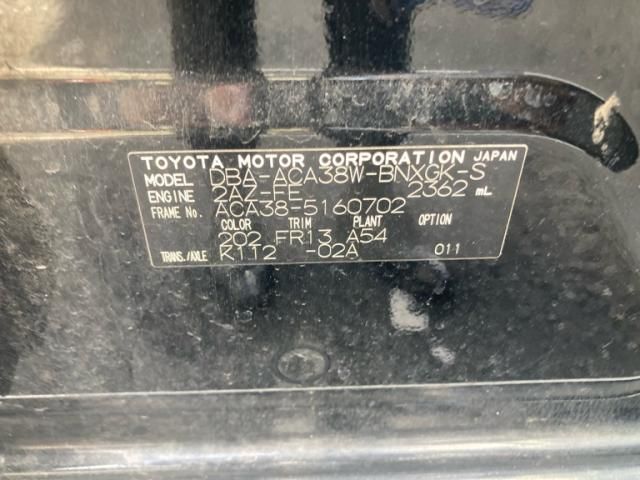 TOYOTA MOTOR CORPORATION JAPAN
MODEL DBA-ACA38W-BNXGK-S
ENGINE 2AZ-FE 2362 mL
FRAME No. ACA38-5160702
COLOR TRIM PLANT OPTION
202 FR13 A54
TRANS./AXLE K112 -02A 011